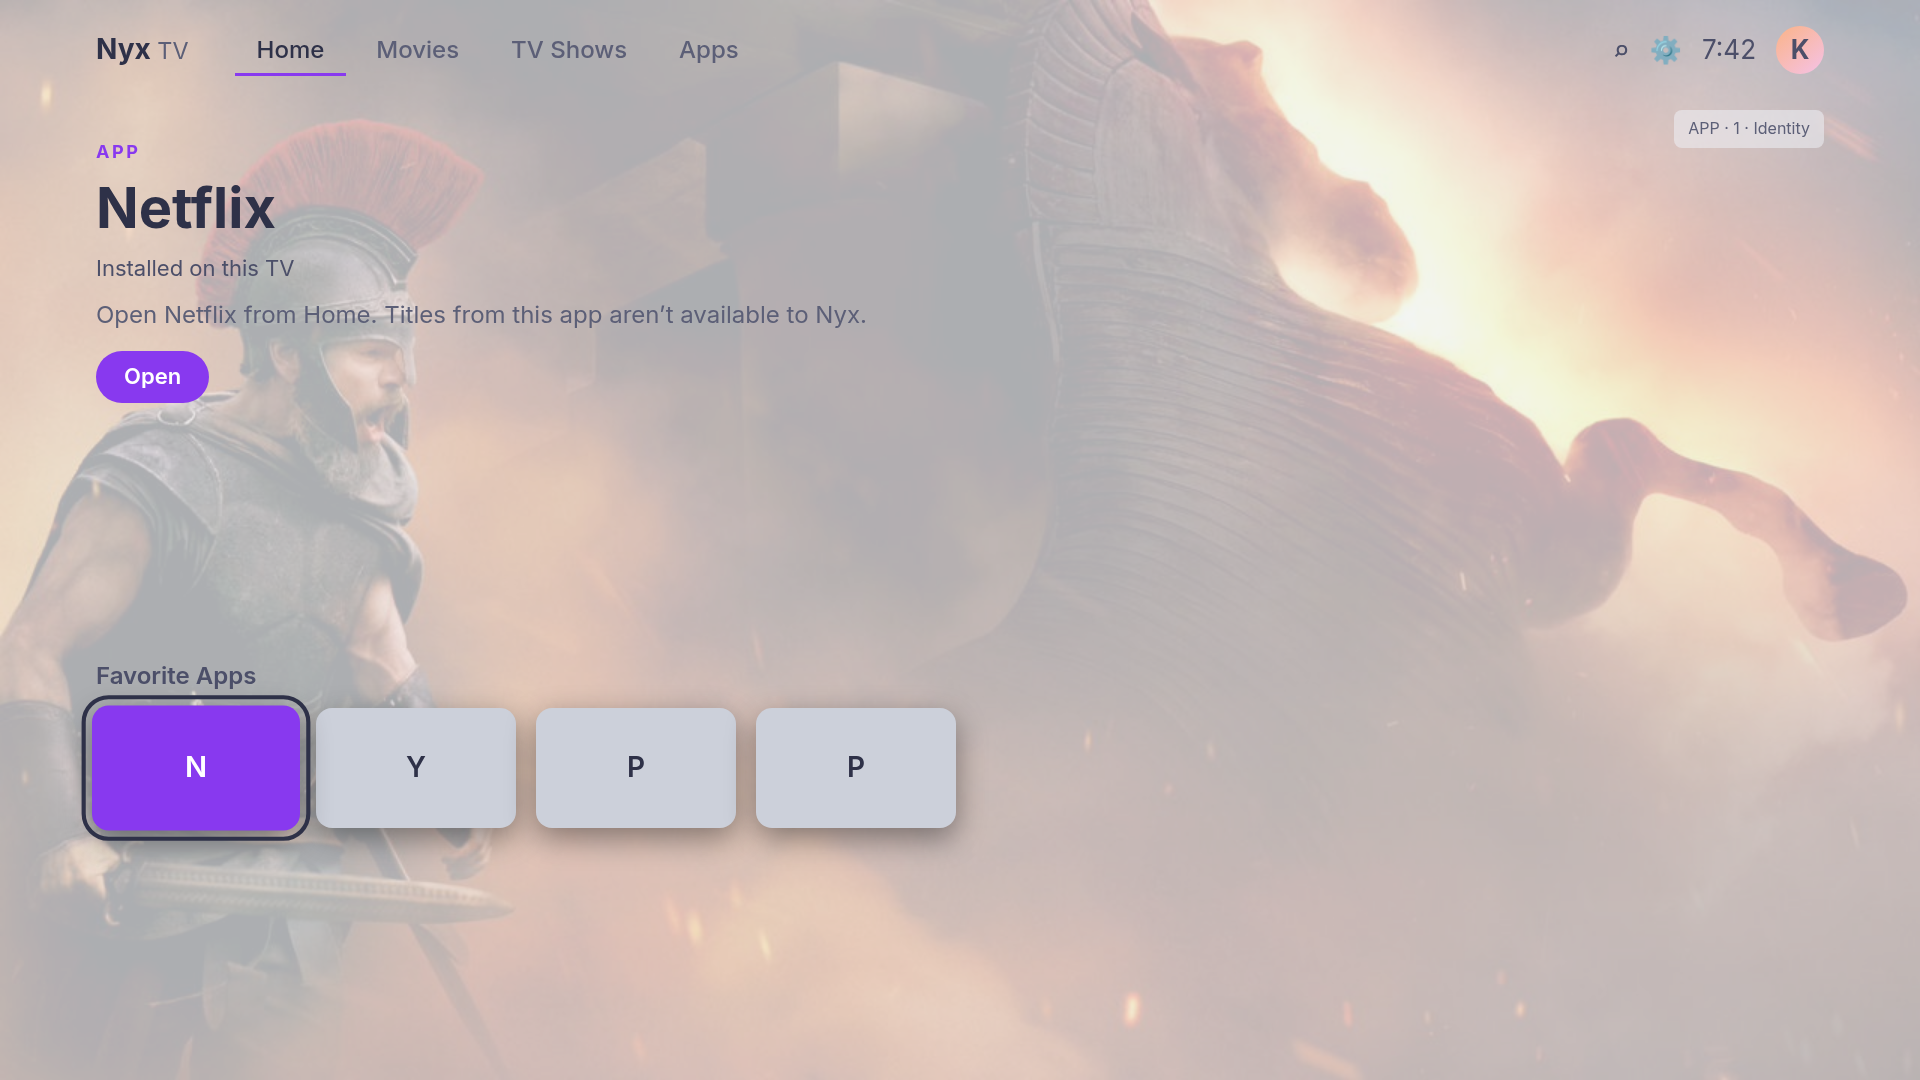 Nyx TV
Home
Movies
TV Shows
Apps
7:42
K
APP · 1 · Identity
APP
Netflix
Installed on this TV
Open Netflix from Home. Titles from this app aren’t available to Nyx.
Open
Favorite Apps
N
Y
P
P